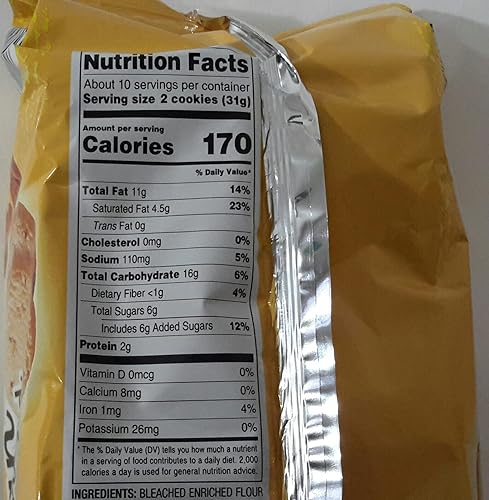 Nutrition Facts
About 10 servings per container
Serving size 2 cookies (31g)
Amount per serving
Calories 170
% Daily Value*
Total Fat 11g 14%
Saturated Fat 4.5g 23%
Trans Fat 0g
Cholesterol 0mg 0%
Sodium 110mg 5%
Total Carbohydrate 16g 6%
Dietary Fiber <1g 4%
Total Sugars 6g
Includes 6g Added Sugars 12%
Protein 2g
Vitamin D 0mcg 0%
Calcium 8mg 0%
Iron 1mg 4%
Potassium 26mg 0%
* The % Daily Value (DV) tells you how much a nutrient
in a serving of food contributes to a daily diet. 2,000
calories a day is used for general nutrition advice.
INGREDIENTS: BLEACHED ENRICHED FLOUR